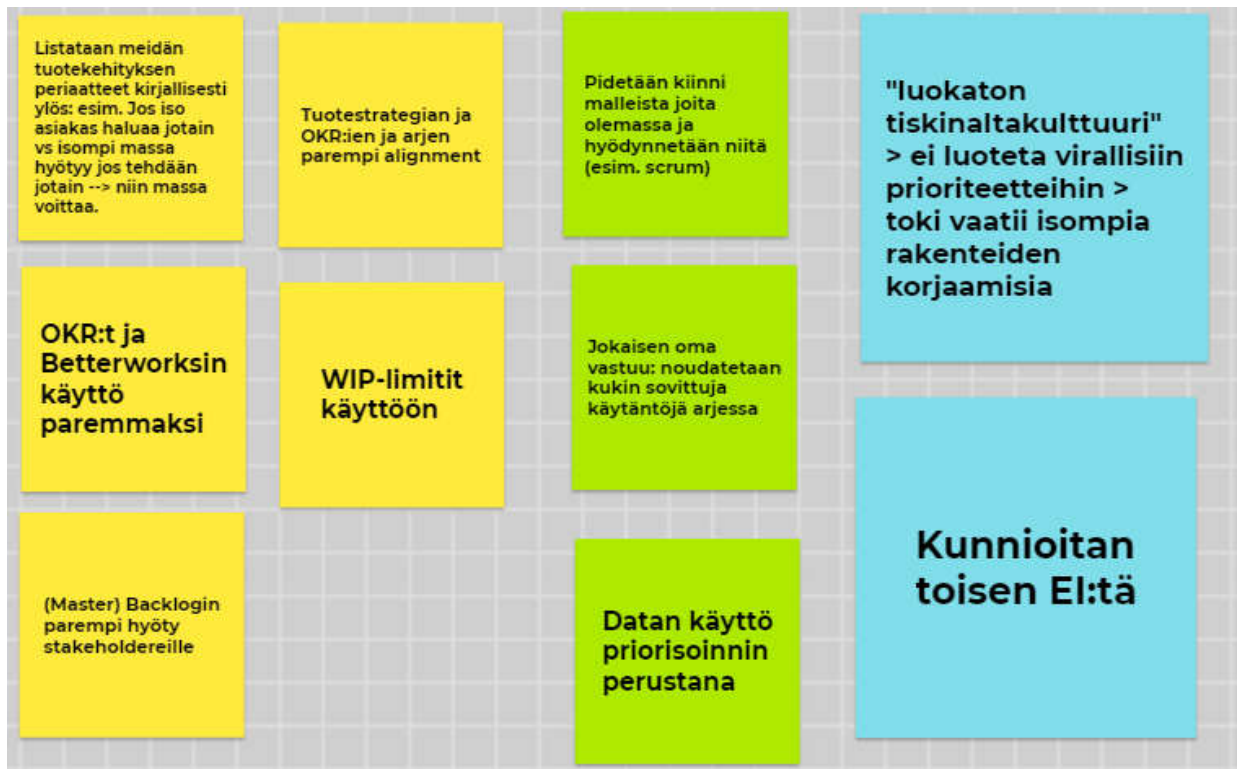 Listataan meidän
tuotekehityksen
periaatteet kirjallisesti
ylös: esim. Jos iso
asiakas haluaa jotain
vs isompi massa
hyötyy jos tehdään
jotain --> niin massa
voittaa.
Tuotestrategian ja
OKR:ien ja arjen
parempi alignment
Pidetään kiinni
malleista joita
olemassa ja
hyödynnetään niitä
(esim. scrum)
"luokaton
tiskinaltakulttuuri"
> ei luoteta virallisiin
prioriteetteihin >
toki vaatii isompia
rakenteiden
korjaamisia
OKR:t ja
Betterworksin
käyttö
paremmaksi
WIP-limitit
käyttöön
Jokaisen oma
vastuu: noudatetaan
kukin sovittuja
käytäntöjä arjessa
Kunnioitan
toisen EI:tä
(Master) Backlogin
parempi hyöty
stakeholdereille
Datan käyttö
priorisoinnin
perustana